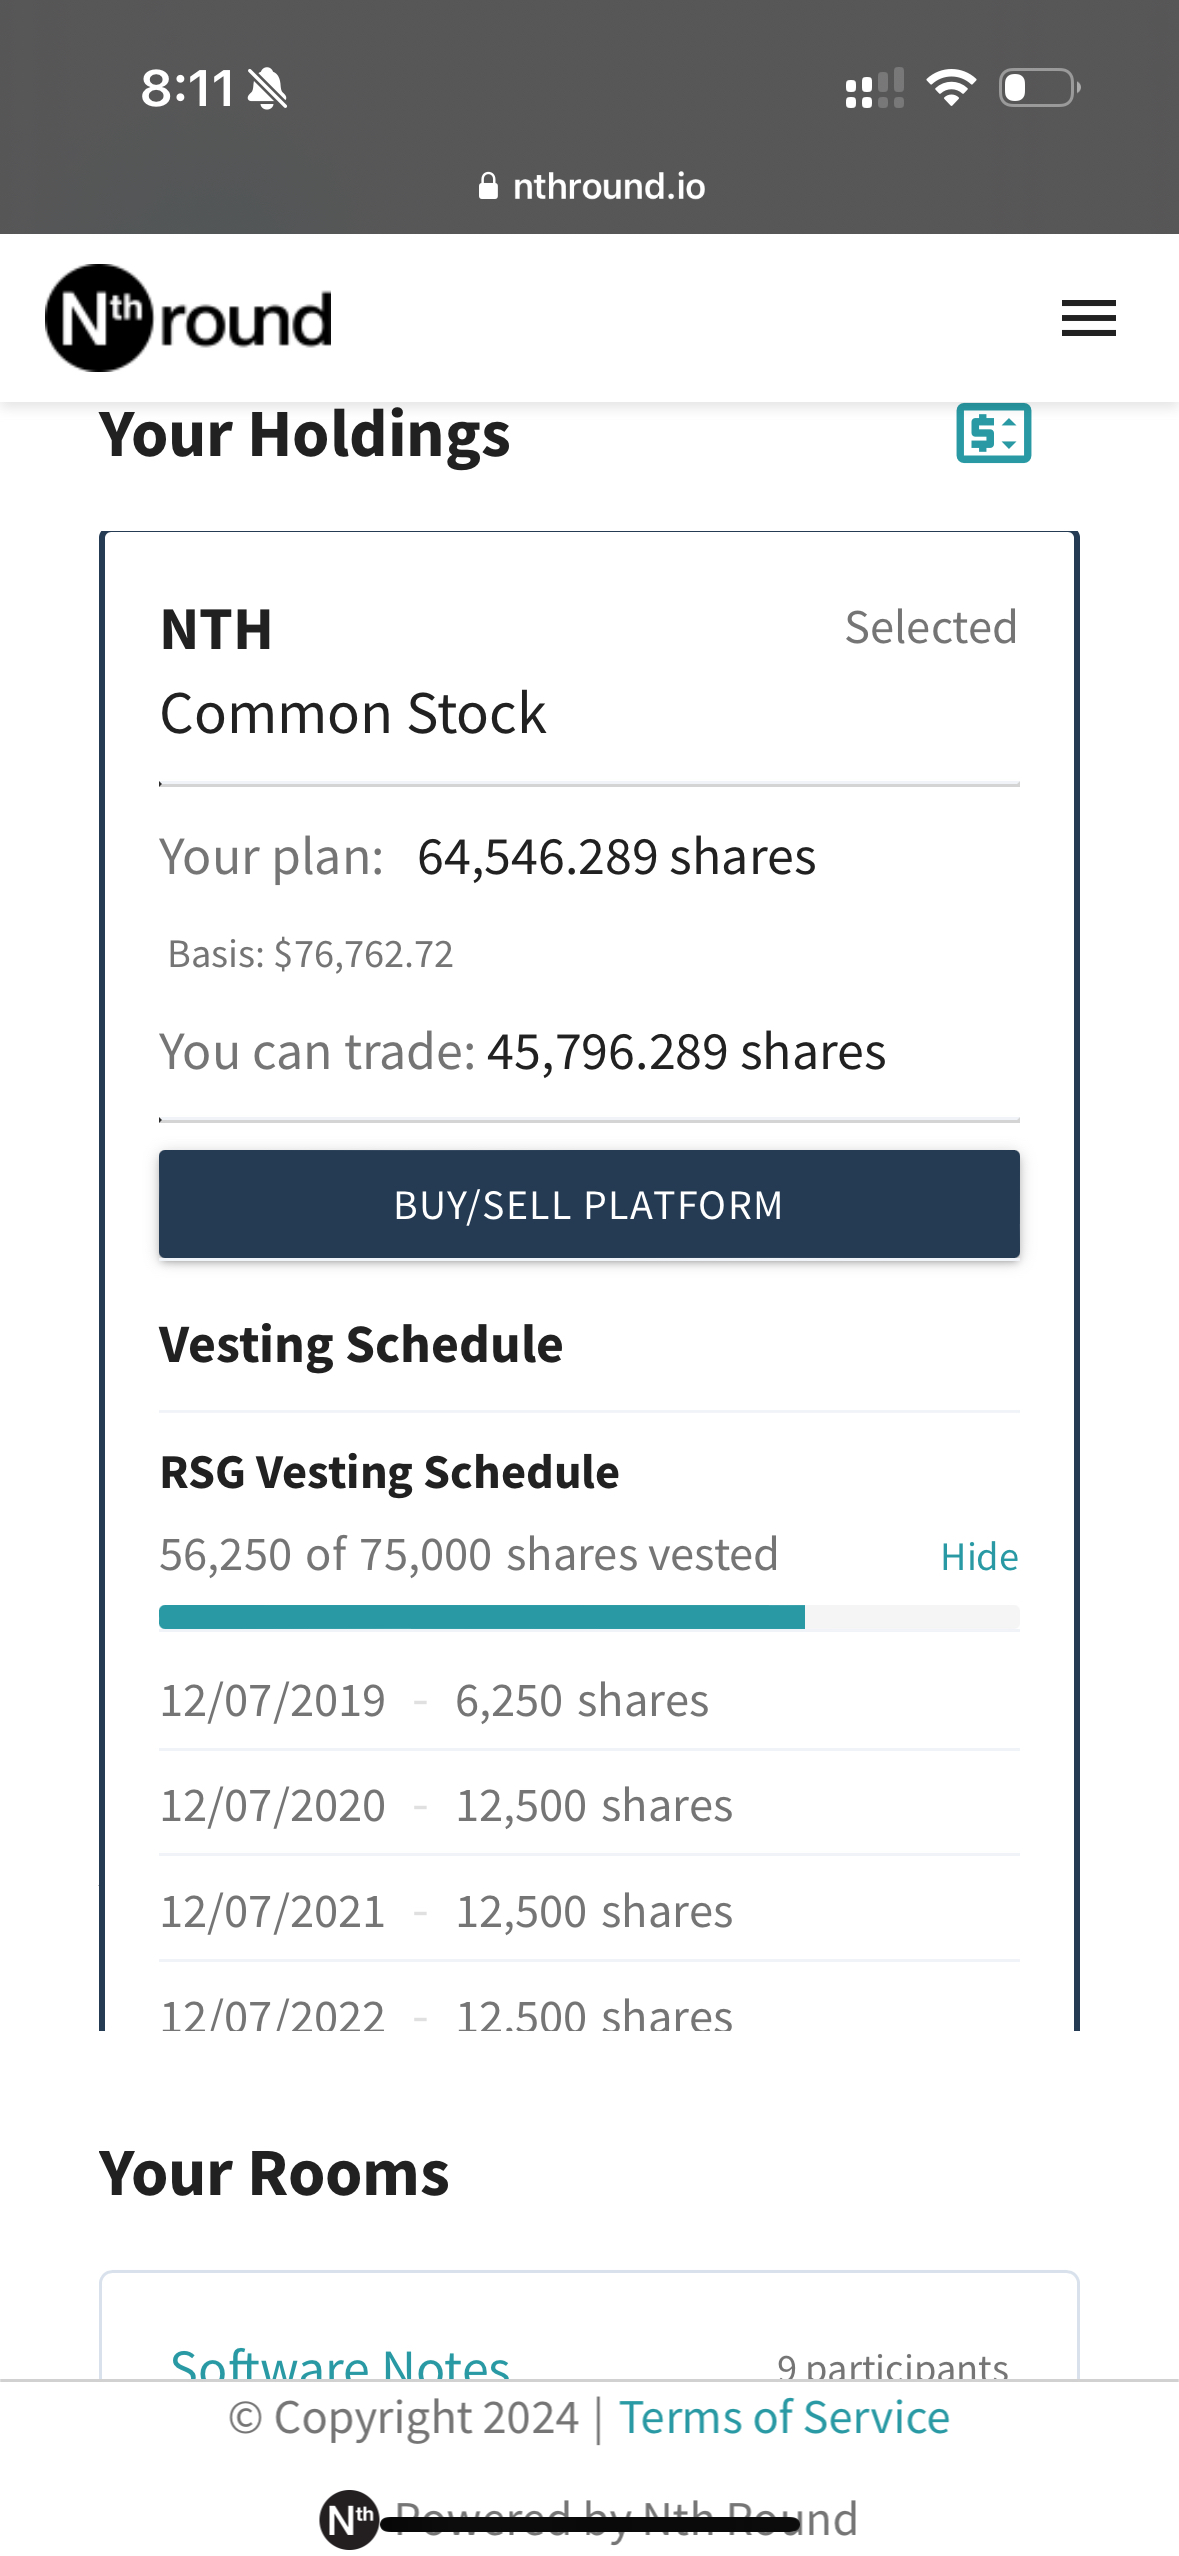 8:11
nthround.io
Nth round
Your Holdings
NTH
Selected
Common Stock
Your plan: 64,546.289 shares
Basis: $76,762.72
You can trade: 45,796.289 shares
BUY/SELL PLATFORM
Vesting Schedule
RSG Vesting Schedule
56,250 of 75,000 shares vested
Hide
12/07/2019 - 6,250 shares
12/07/2020 - 12,500 shares
12/07/2021 - 12,500 shares
12/07/2022 - 12,500 shares
Your Rooms
Software Notes
9 participants
© Copyright 2024 | Terms of Service
Nth Powered by Nth Round